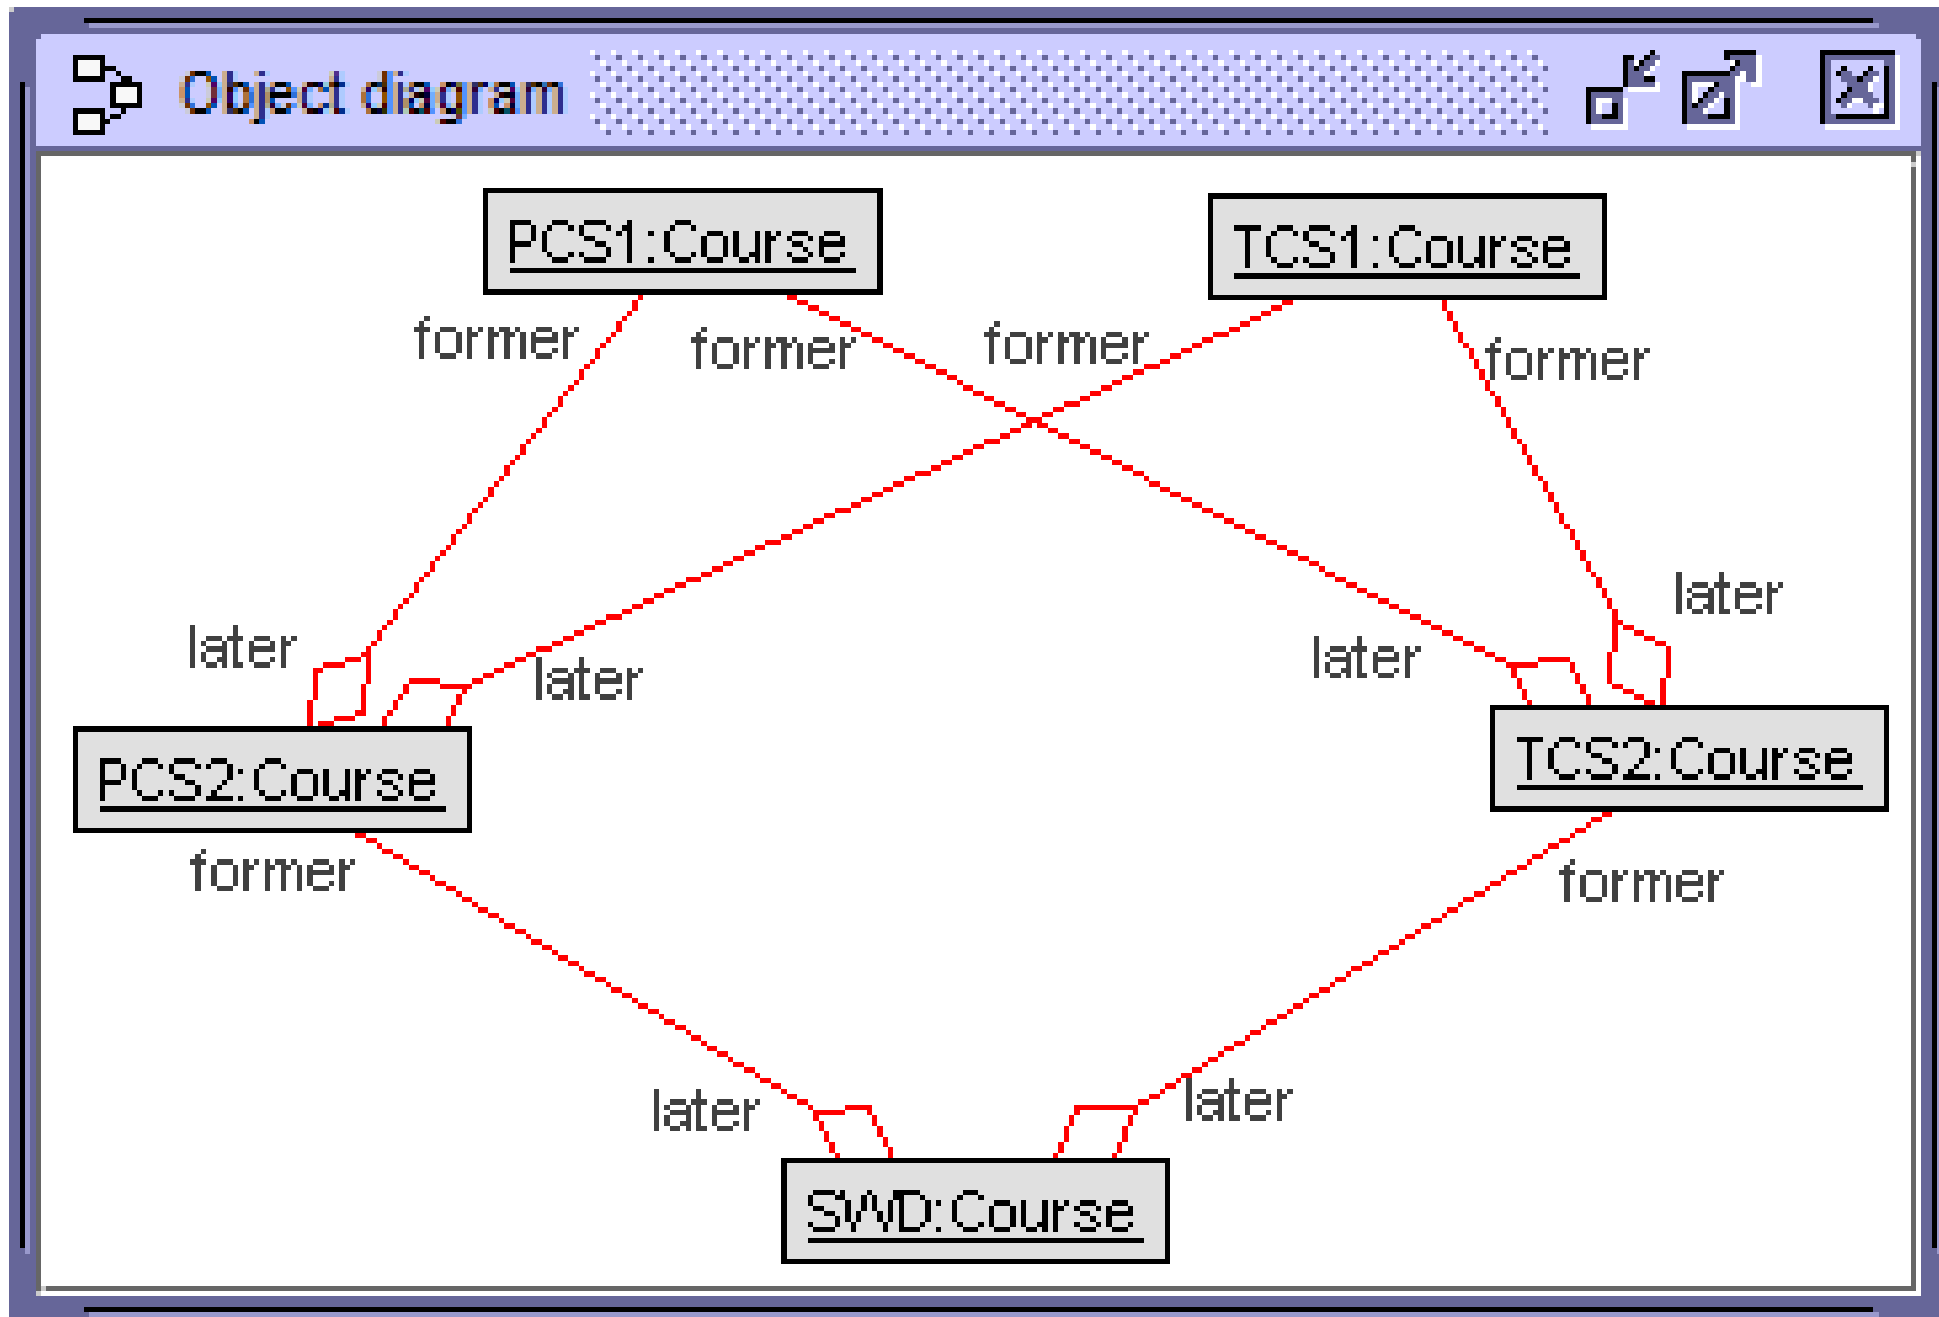 Object diagram
PCS1:Course
TCS1:Course
former
former
former
former
later
later
later
later
PCS2:Course
TCS2:Course
former
former
later
later
SWD:Course